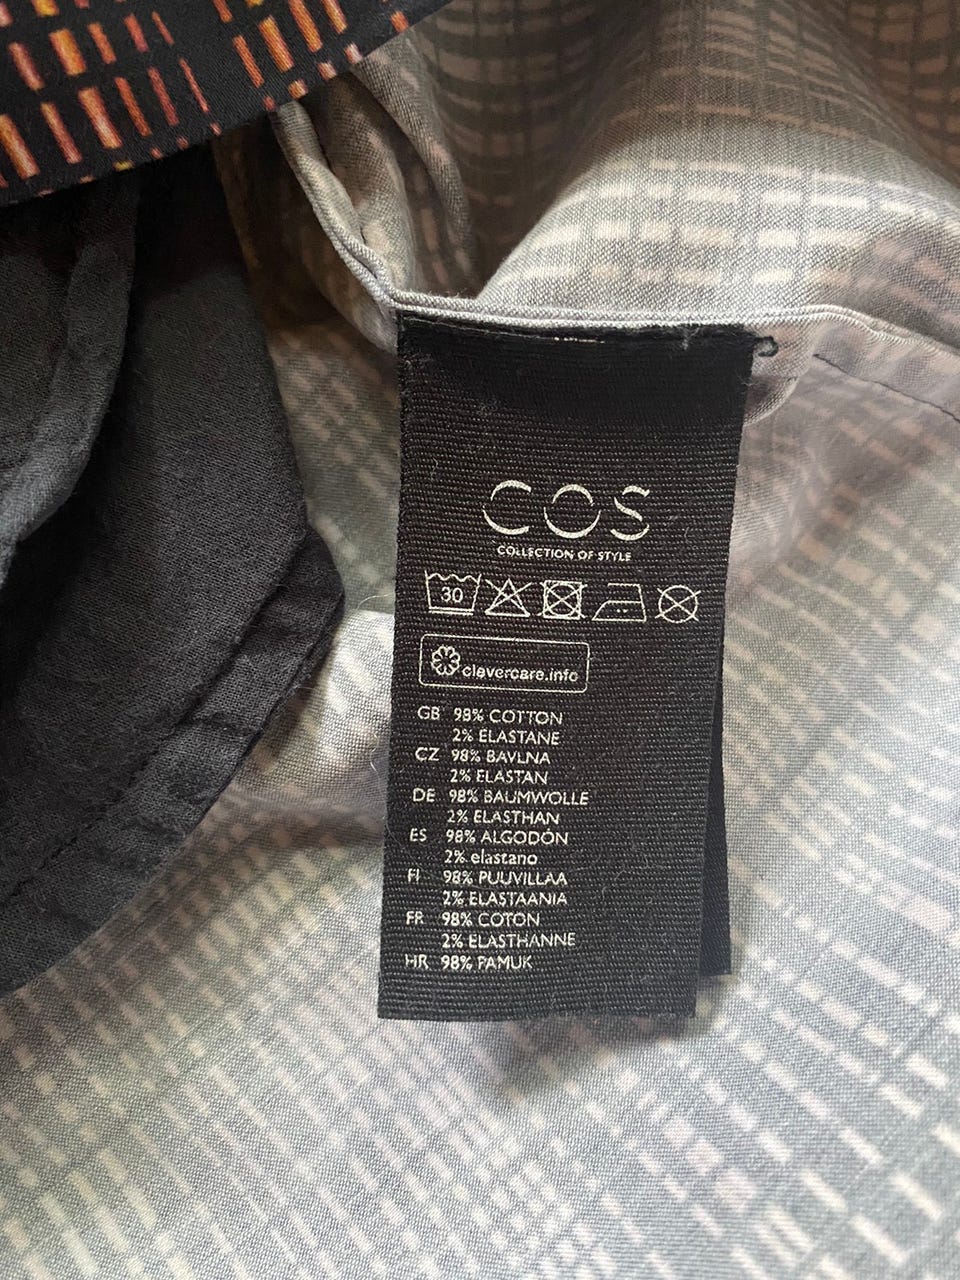 COS
COLLECTION OF STYLE
30
clevercare.info
GB 98% COTTON
2% ELASTANE
CZ 98% BAVLNA
2% ELASTAN
DE 98% BAUMWOLLE
2% ELASTHAN
ES 98% ALGODÓN
2% elastano
FI 98% PUUVILLAA
2% ELASTAANIA
FR 98% COTON
2% ELASTHANNE
HR 98% PAMUK